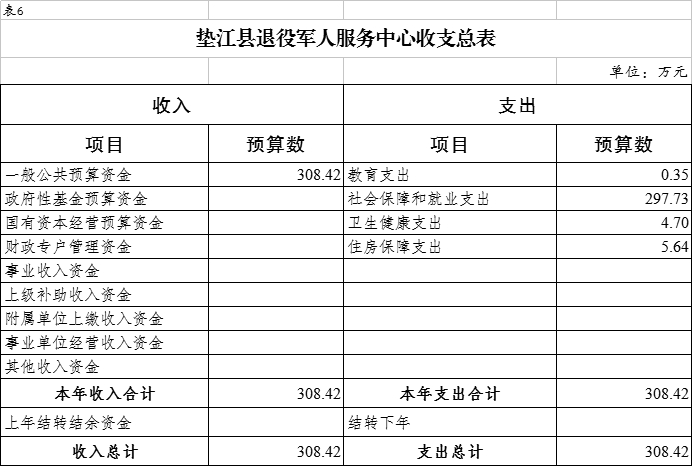 表6
垫江县退役军人服务中心收支总表
单位：万元
收入 支出
项目 预算数 项目 预算数
一般公共预算资金 308.42 教育支出 0.35
政府性基金预算资金 社会保障和就业支出 297.73
国有资本经营预算资金 卫生健康支出 4.70
财政专户管理资金 住房保障支出 5.64
事业收入资金
上级补助收入资金
附属单位上缴收入资金
事业单位经营收入资金
其他收入资金
本年收入合计 308.42 本年支出合计 308.42
上年结转结余资金 结转下年
收入总计 308.42 支出总计 308.42